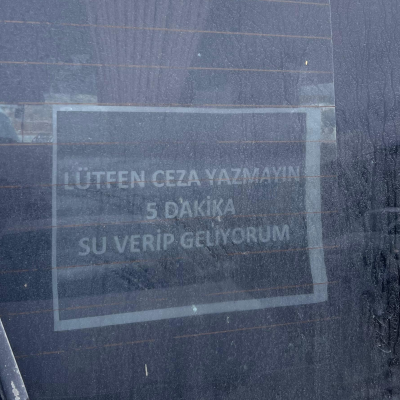 LÜTFEN CEZA YAZMAYIN
5 DAKİKA
SU VERİP GELİYORUM